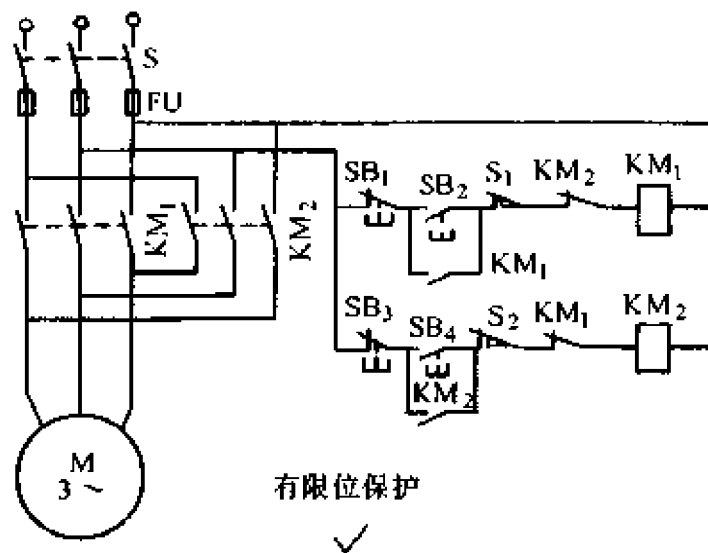 S
FU
KM₁
KM₂
SB₁
SB₂
S₁
KM₂
KM₁
KM₁
SB₃
SB₄
S₂
KM₁
KM₂
KM₂
M
3 ~
有限位保护